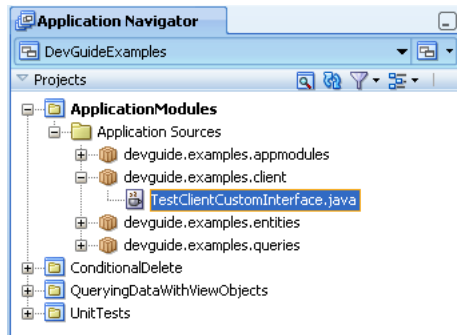 Application Navigator
DevGuideExamples
Projects
ApplicationModules
Application Sources
devguide.examples.appmodules
devguide.examples.client
TestClientCustomInterface.java
devguide.examples.entities
devguide.examples.queries
ConditionalDelete
QueryingDataWithViewObjects
UnitTests